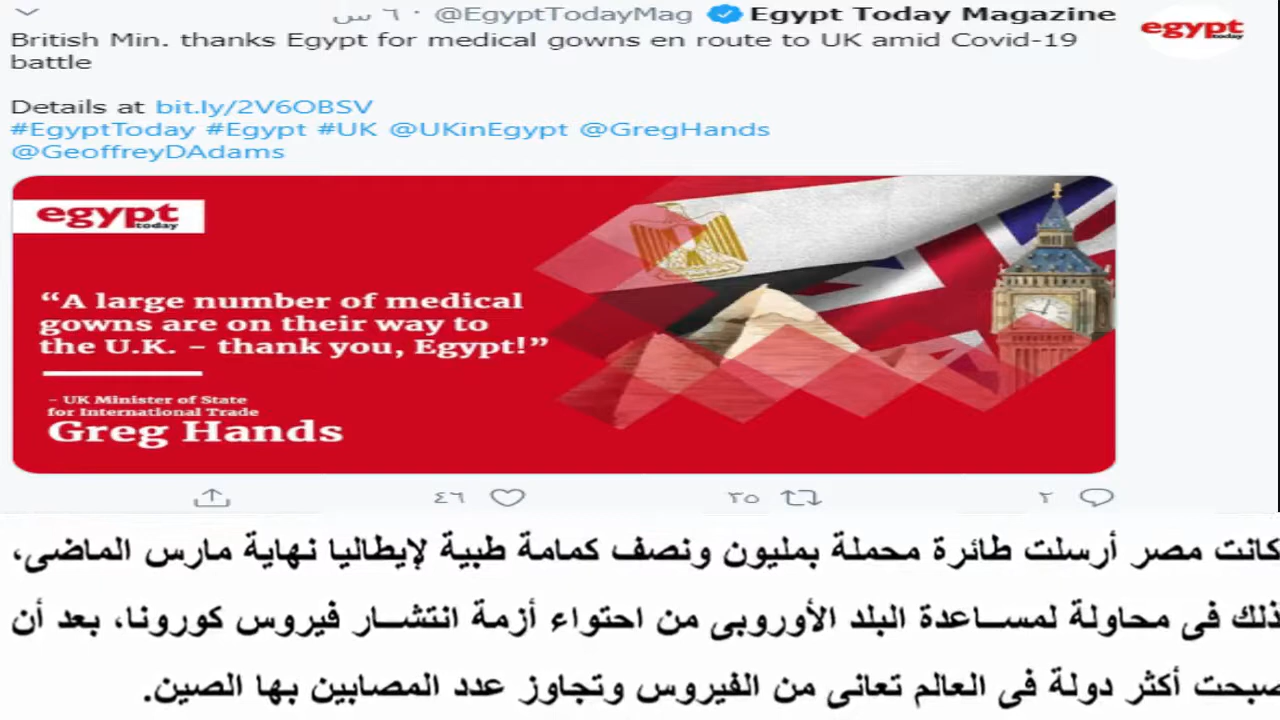 Egypt Today Magazine @EgyptTodayMag · ٦ س
egypt today
British Min. thanks Egypt for medical gowns en route to UK amid Covid-19
battle
Details at bit.ly/2V6OBSV
#EgyptToday #Egypt #UK @UKinEgypt @GregHands
@GeoffreyDAdams
egypt today
“A large number of medical
gowns are on their way to
the U.K. – thank you, Egypt!”
– UK Minister of State
for International Trade
Greg Hands
٢ ٣٥ ٤٦
كانت مصر أرسلت طائرة محملة بمليون ونصف كمامة طبية لإيطاليا نهاية مارس الماضى،
ذلك فى محاولة لمساعدة البلد الأوروبى من احتواء أزمة انتشار فيروس كورونا، بعد أن
صبحت أكثر دولة فى العالم تعانى من الفيروس وتجاوز عدد المصابين بها الصين.